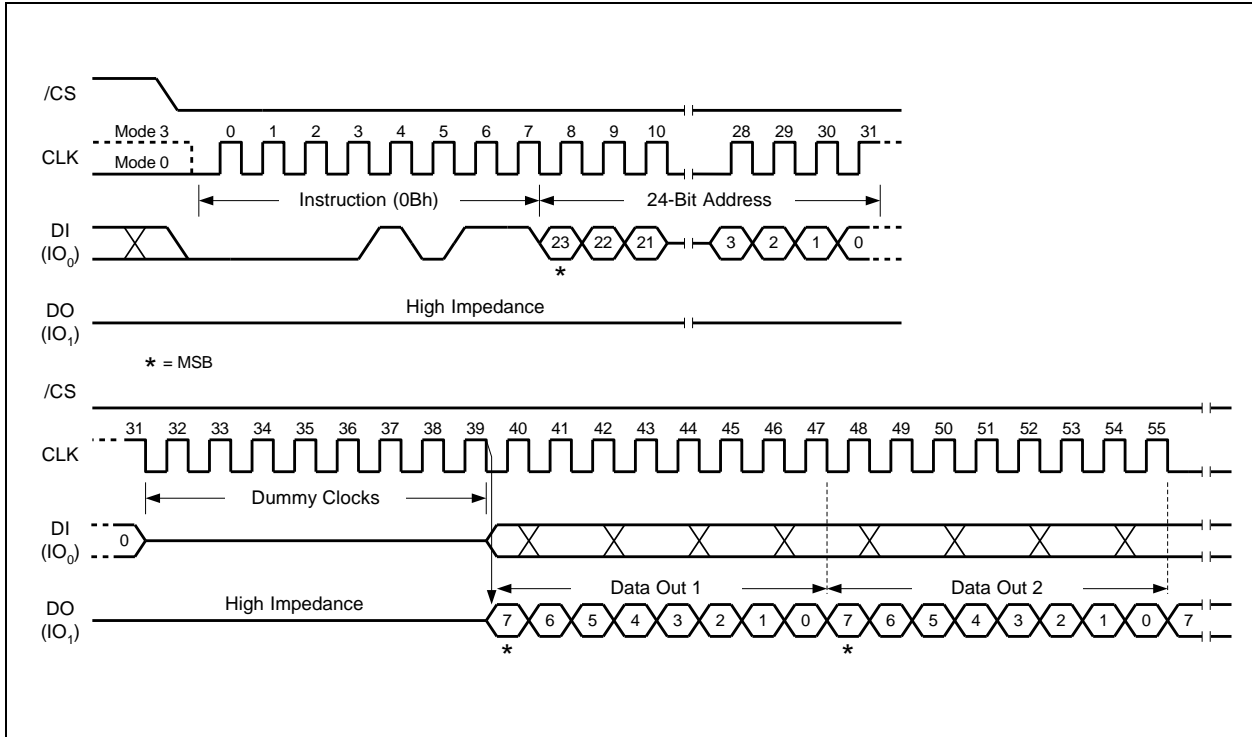 /CS
Mode 3
0 1 2 3 4 5 6 7 8 9 10 28 29 30 31
CLK
Mode 0
Instruction (0Bh) 24-Bit Address
DI
(IO0)
23 22 21 3 2 1 0
*
High Impedance
DO
(IO1)
* = MSB
/CS
31 32 33 34 35 36 37 38 39 40 41 42 43 44 45 46 47 48 49 50 51 52 53 54 55
CLK
Dummy Clocks
DI
(IO0)
0
Data Out 1 Data Out 2
High Impedance
DO
(IO1)
7 6 5 4 3 2 1 0 7 6 5 4 3 2 1 0 7
* *